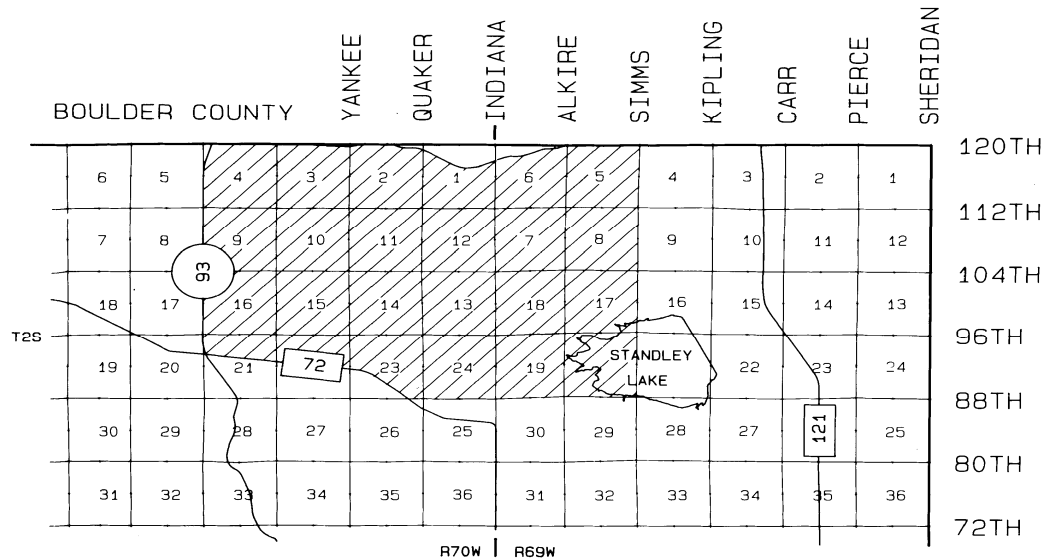 YANKEE QUAKER INDIANA ALKIRE SIMMS KIPLING CARR PIERCE SHERIDAN
BOULDER COUNTY
120TH
6 5 4 3 2 1 6 5 4 3 2 1
112TH
7 8 9 10 11 12 7 8 9 10 11 12
93
104TH
18 17 16 15 14 13 18 17 16 15 14 13
T2S
96TH
19 20 21 72 23 24 19 STANDLEY LAKE 22 23 24
88TH
30 29 28 27 26 25 30 29 28 27 121 25
80TH
31 32 33 34 35 36 31 32 33 34 35 36
72TH
R70W R69W